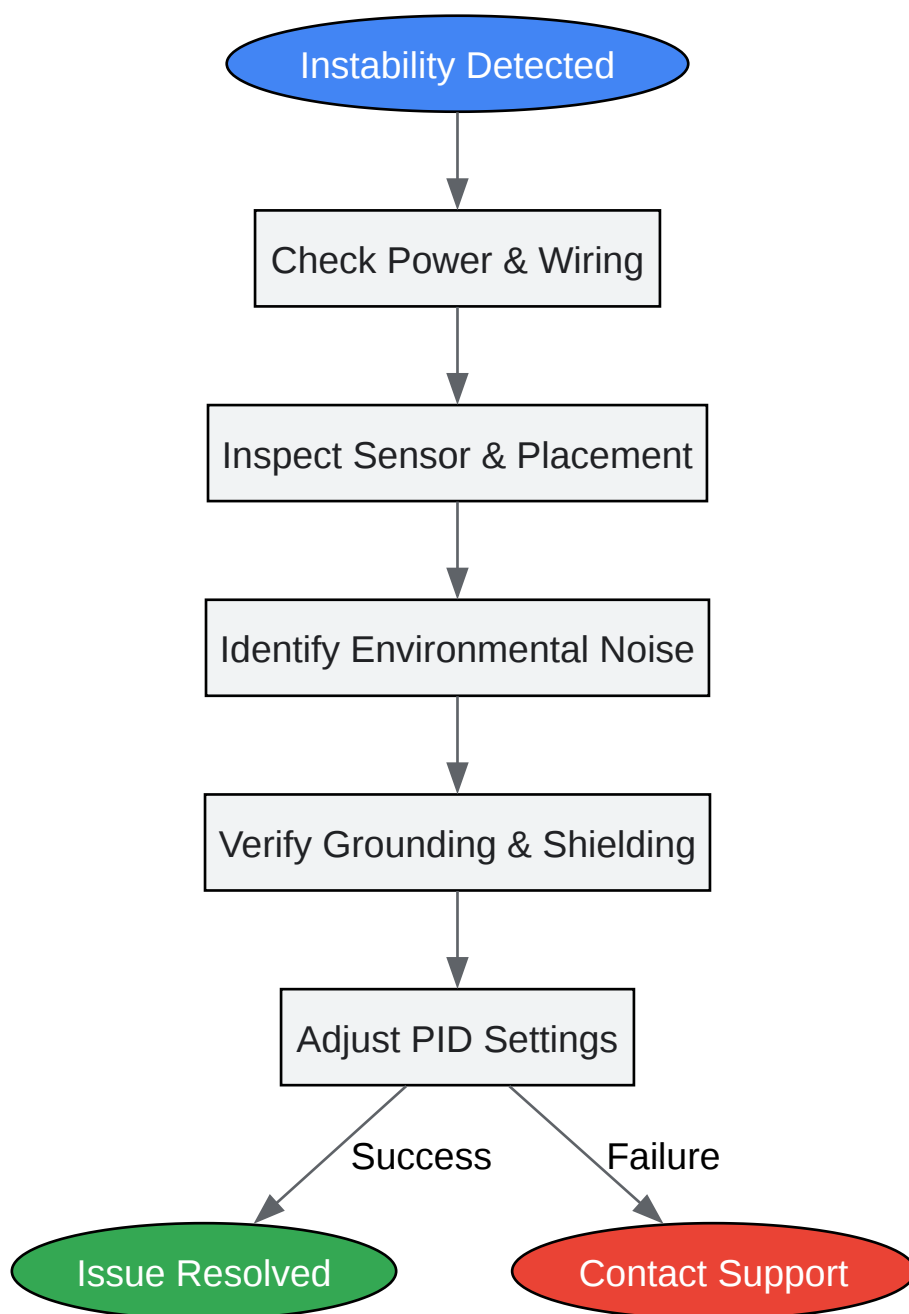 Instability Detected
Check Power & Wiring
Inspect Sensor & Placement
Identify Environmental Noise
Verify Grounding & Shielding
Adjust PID Settings
Success
Failure
Issue Resolved
Contact Support